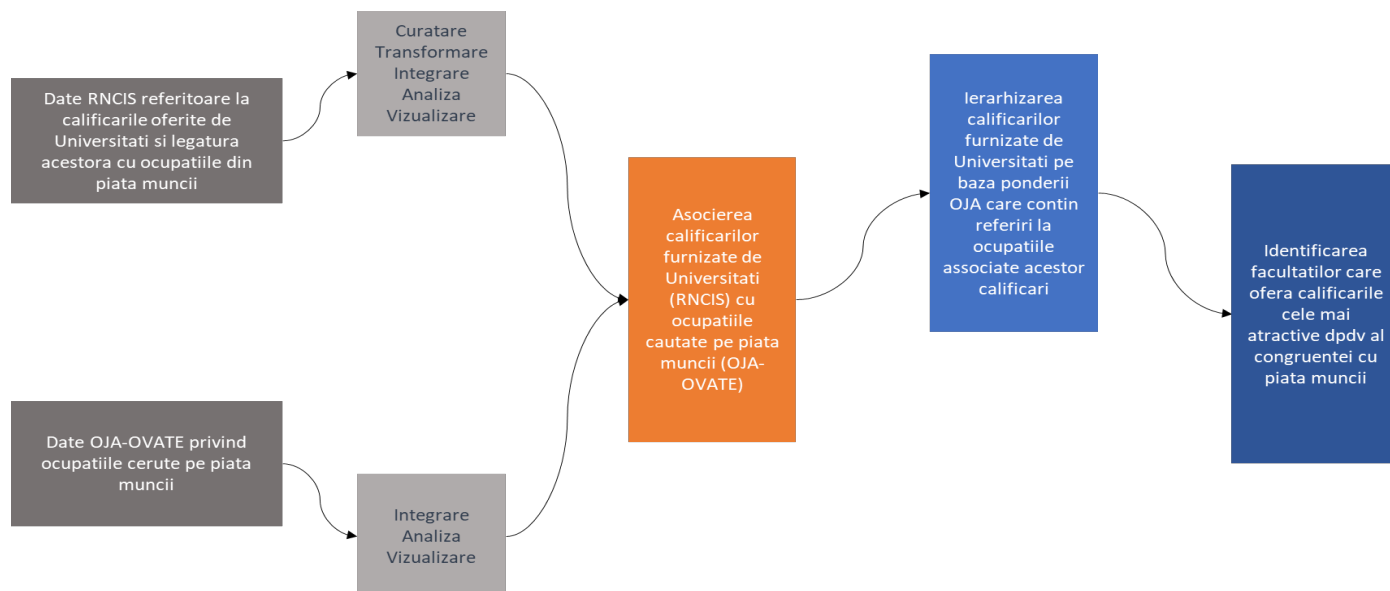 Date RNCIS referitoare la
calificarile oferite de
Universitati si legatura
acestora cu ocupatiile din
piata muncii
Curatare
Transformare
Integrare
Analiza
Vizualizare
Date OJA-OVATE privind
ocupatiile cerute pe piata
muncii
Integrare
Analiza
Vizualizare
Asocierea
calificarilor
furnizate de
Universitati
(RNCIS) cu
ocupatiile
cautate pe piata
muncii (OJA-
OVATE)
Ierarhizarea
calificarilor
furnizate de
Universitati pe
baza ponderii
OJA care contin
referiri la
ocupatiile
associate acestor
calificari
Identificarea
facultatilor care
ofera calificarile
cele mai
atractive dpdv al
congruentei cu
piata muncii